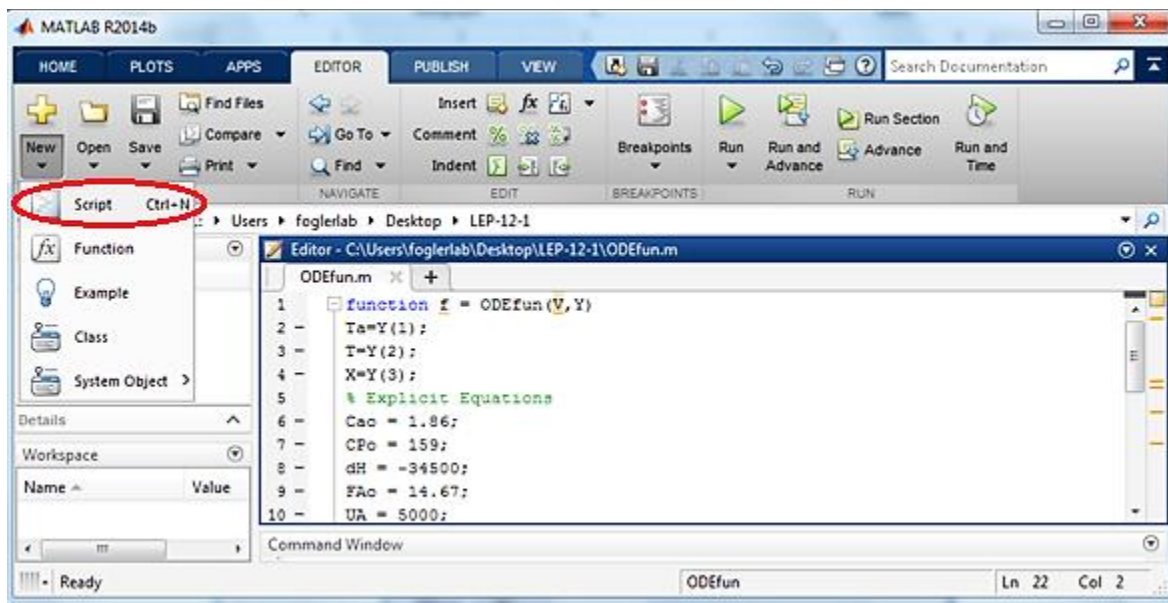 MATLAB R2014b
HOME PLOTS APPS EDITOR PUBLISH VIEW Search Documentation
New Open Save Find Files Compare Print
Go To Find NAVIGATE
Insert fx
Comment %
Indent
EDIT
Breakpoints BREAKPOINTS
Run Run and Advance Run Section Advance Run and Time RUN
Script Ctrl+N
fx Function
Example
Class
System Object
Users foglerlab Desktop LEP-12-1
Details
Workspace
Name Value
Editor - C:\Users\foglerlab\Desktop\LEP-12-1\ODEfun.m
ODEfun.m +
1 function f = ODEfun(V,Y)
2 - Ta=Y(1);
3 - T=Y(2);
4 - X=Y(3);
5 % Explicit Equations
6 - Cao = 1.86;
7 - CPo = 159;
8 - dH = -34500;
9 - FAo = 14.67;
10 - UA = 5000;
Command Window
Ready ODEfun Ln 22 Col 2